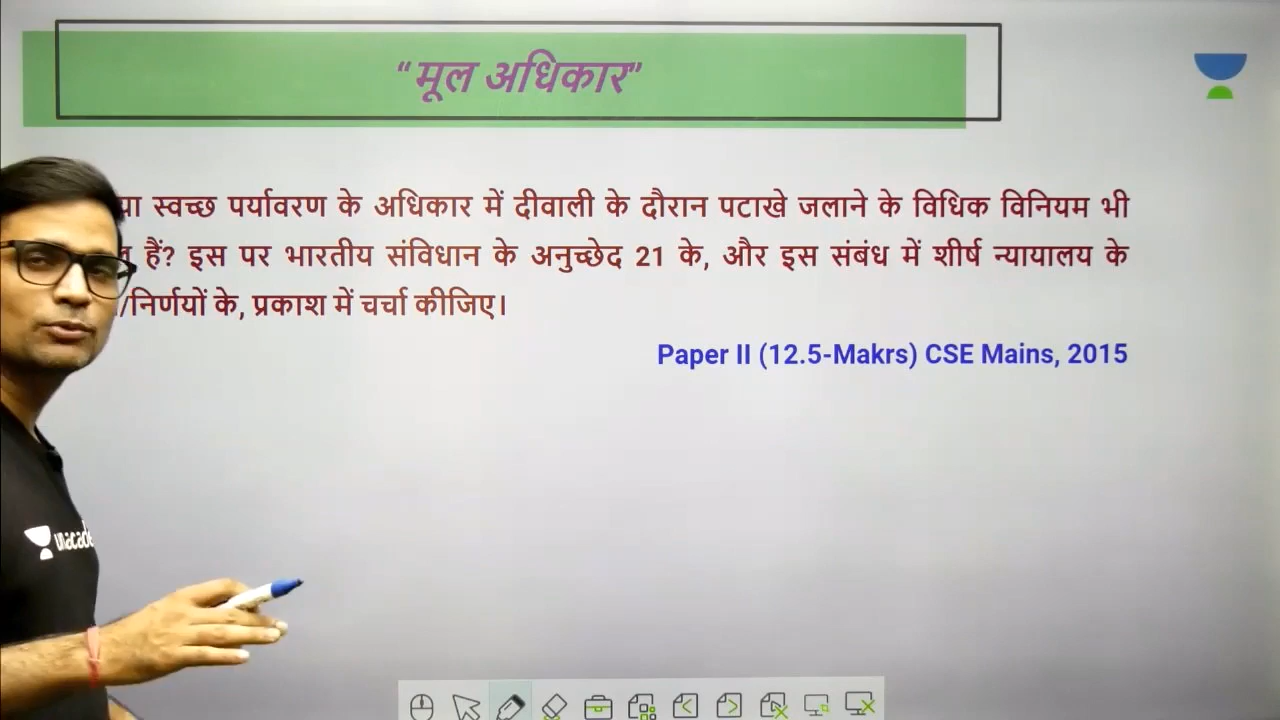 “मूल अधिकार”
स्वच्छ पर्यावरण के अधिकार में दीवाली के दौरान पटाखे जलाने के विधिक विनियम भी
हैं? इस पर भारतीय संविधान के अनुच्छेद 21 के, और इस संबंध में शीर्ष न्यायालय के
/निर्णयों के, प्रकाश में चर्चा कीजिए।
Paper II (12.5-Makrs) CSE Mains, 2015